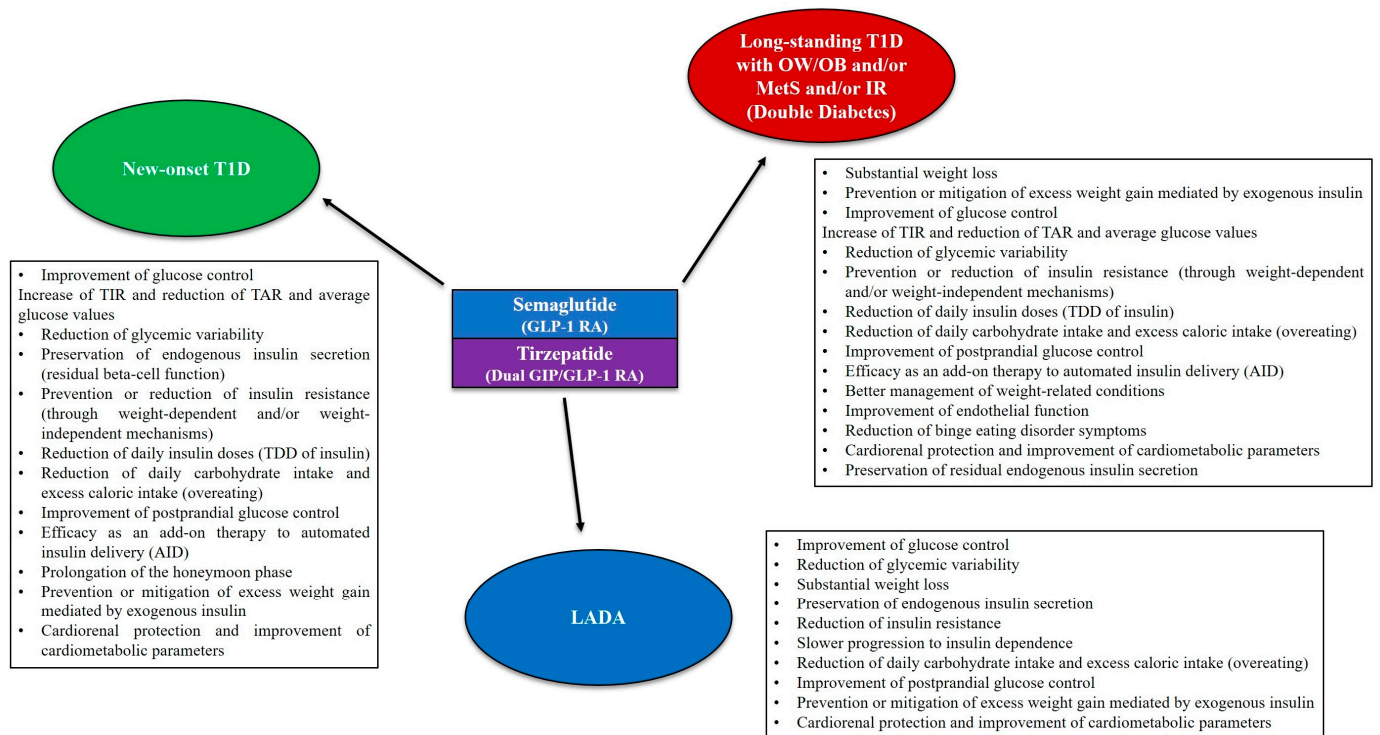 Long-standing T1D
with OW/OB and/or
MetS and/or IR
(Double Diabetes)
New-onset T1D
• Substantial weight loss
• Prevention or mitigation of excess weight gain mediated by exogenous insulin
• Improvement of glucose control
Increase of TIR and reduction of TAR and average glucose values
• Reduction of glycemic variability
• Prevention or reduction of insulin resistance (through weight-dependent
and/or weight-independent mechanisms)
• Reduction of daily insulin doses (TDD of insulin)
• Reduction of daily carbohydrate intake and excess caloric intake (overeating)
• Improvement of postprandial glucose control
• Efficacy as an add-on therapy to automated insulin delivery (AID)
• Better management of weight-related conditions
• Improvement of endothelial function
• Reduction of binge eating disorder symptoms
• Cardiorenal protection and improvement of cardiometabolic parameters
• Preservation of residual endogenous insulin secretion
• Improvement of glucose control
Increase of TIR and reduction of TAR and average
glucose values
• Reduction of glycemic variability
• Preservation of endogenous insulin secretion
(residual beta-cell function)
• Prevention or reduction of insulin resistance
(through weight-dependent and/or weight-
independent mechanisms)
• Reduction of daily insulin doses (TDD of insulin)
• Reduction of daily carbohydrate intake and
excess caloric intake (overeating)
• Improvement of postprandial glucose control
• Efficacy as an add-on therapy to automated
insulin delivery (AID)
• Prolongation of the honeymoon phase
• Prevention or mitigation of excess weight gain
mediated by exogenous insulin
• Cardiorenal protection and improvement of
cardiometabolic parameters
Semaglutide
(GLP-1 RA)
Tirzepatide
(Dual GIP/GLP-1 RA)
LADA
• Improvement of glucose control
• Reduction of glycemic variability
• Substantial weight loss
• Preservation of endogenous insulin secretion
• Reduction of insulin resistance
• Slower progression to insulin dependence
• Reduction of daily carbohydrate intake and excess caloric intake (overeating)
• Improvement of postprandial glucose control
• Prevention or mitigation of excess weight gain mediated by exogenous insulin
• Cardiorenal protection and improvement of cardiometabolic parameters